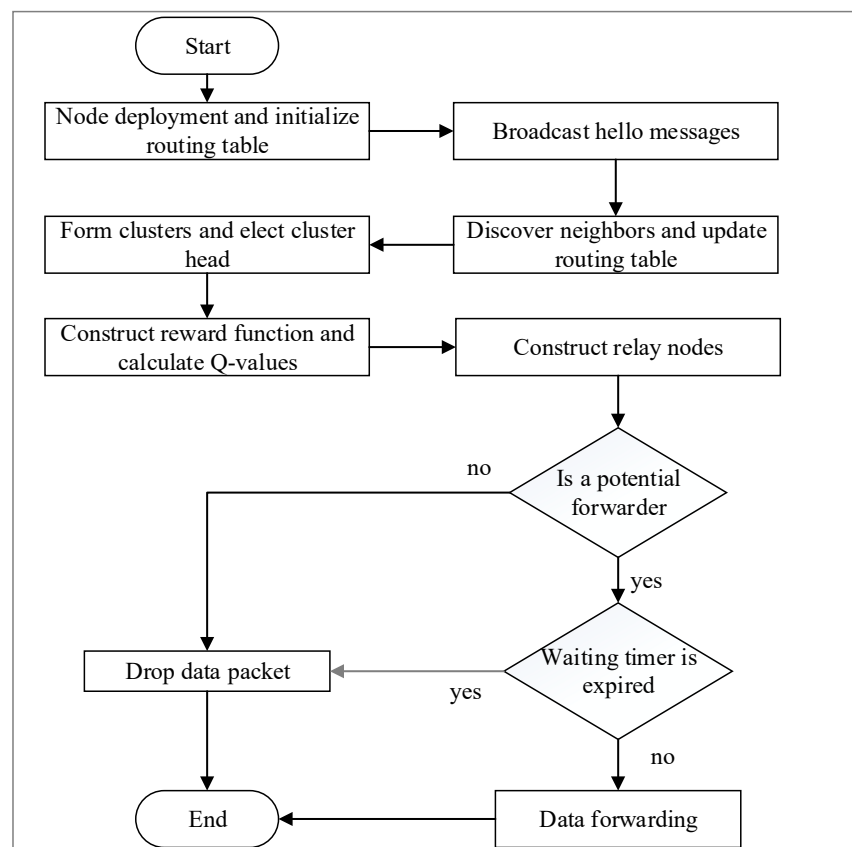 Start
Node deployment and initialize
routing table
Broadcast hello messages
Discover neighbors and update
routing table
Form clusters and elect cluster
head
Construct reward function and
calculate Q-values
Construct relay nodes
Is a potential
forwarder
no
yes
Waiting timer is
expired
yes
Drop data packet
no
Data forwarding
End